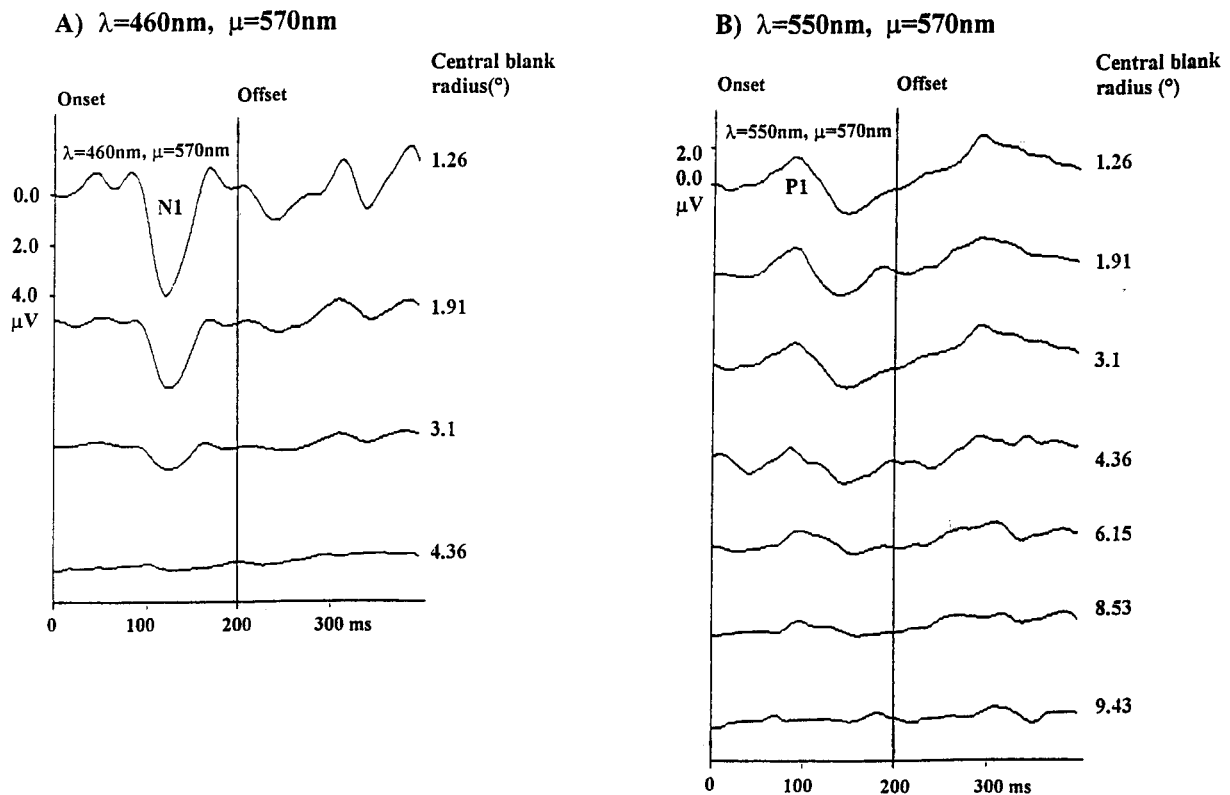 A) λ=460nm, μ=570nm
Central blank
radius(°)
Onset
Offset
λ=460nm, μ=570nm
1.26
0.0
N1
2.0
4.0
μV
1.91
3.1
4.36
0
100
200
300 ms
B) λ=550nm, μ=570nm
Central blank
radius (°)
Onset
Offset
λ=550nm, μ=570nm
2.0
0.0
μV
P1
1.26
1.91
3.1
4.36
6.15
8.53
9.43
0
100
200
300 ms